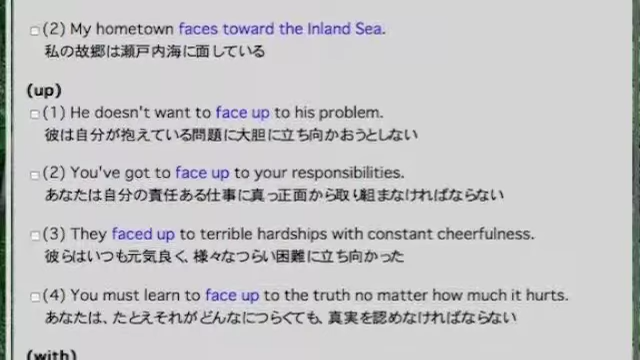 (2) My hometown faces toward the Inland Sea.
私の故郷は瀬戸内海に面している
(up)
(1) He doesn't want to face up to his problem.
彼は自分が抱えている問題に大胆に立ち向かおうとしない
(2) You've got to face up to your responsibilities.
あなたは自分の責任ある仕事に真っ正面から取り組まなければならない
(3) They faced up to terrible hardships with constant cheerfulness.
彼らはいつも元気良く、様々なつらい困難に立ち向かった
(4) You must learn to face up to the truth no matter how much it hurts.
あなたは、たとえそれがどんなにつらくても、真実を認めなければならない
(with)